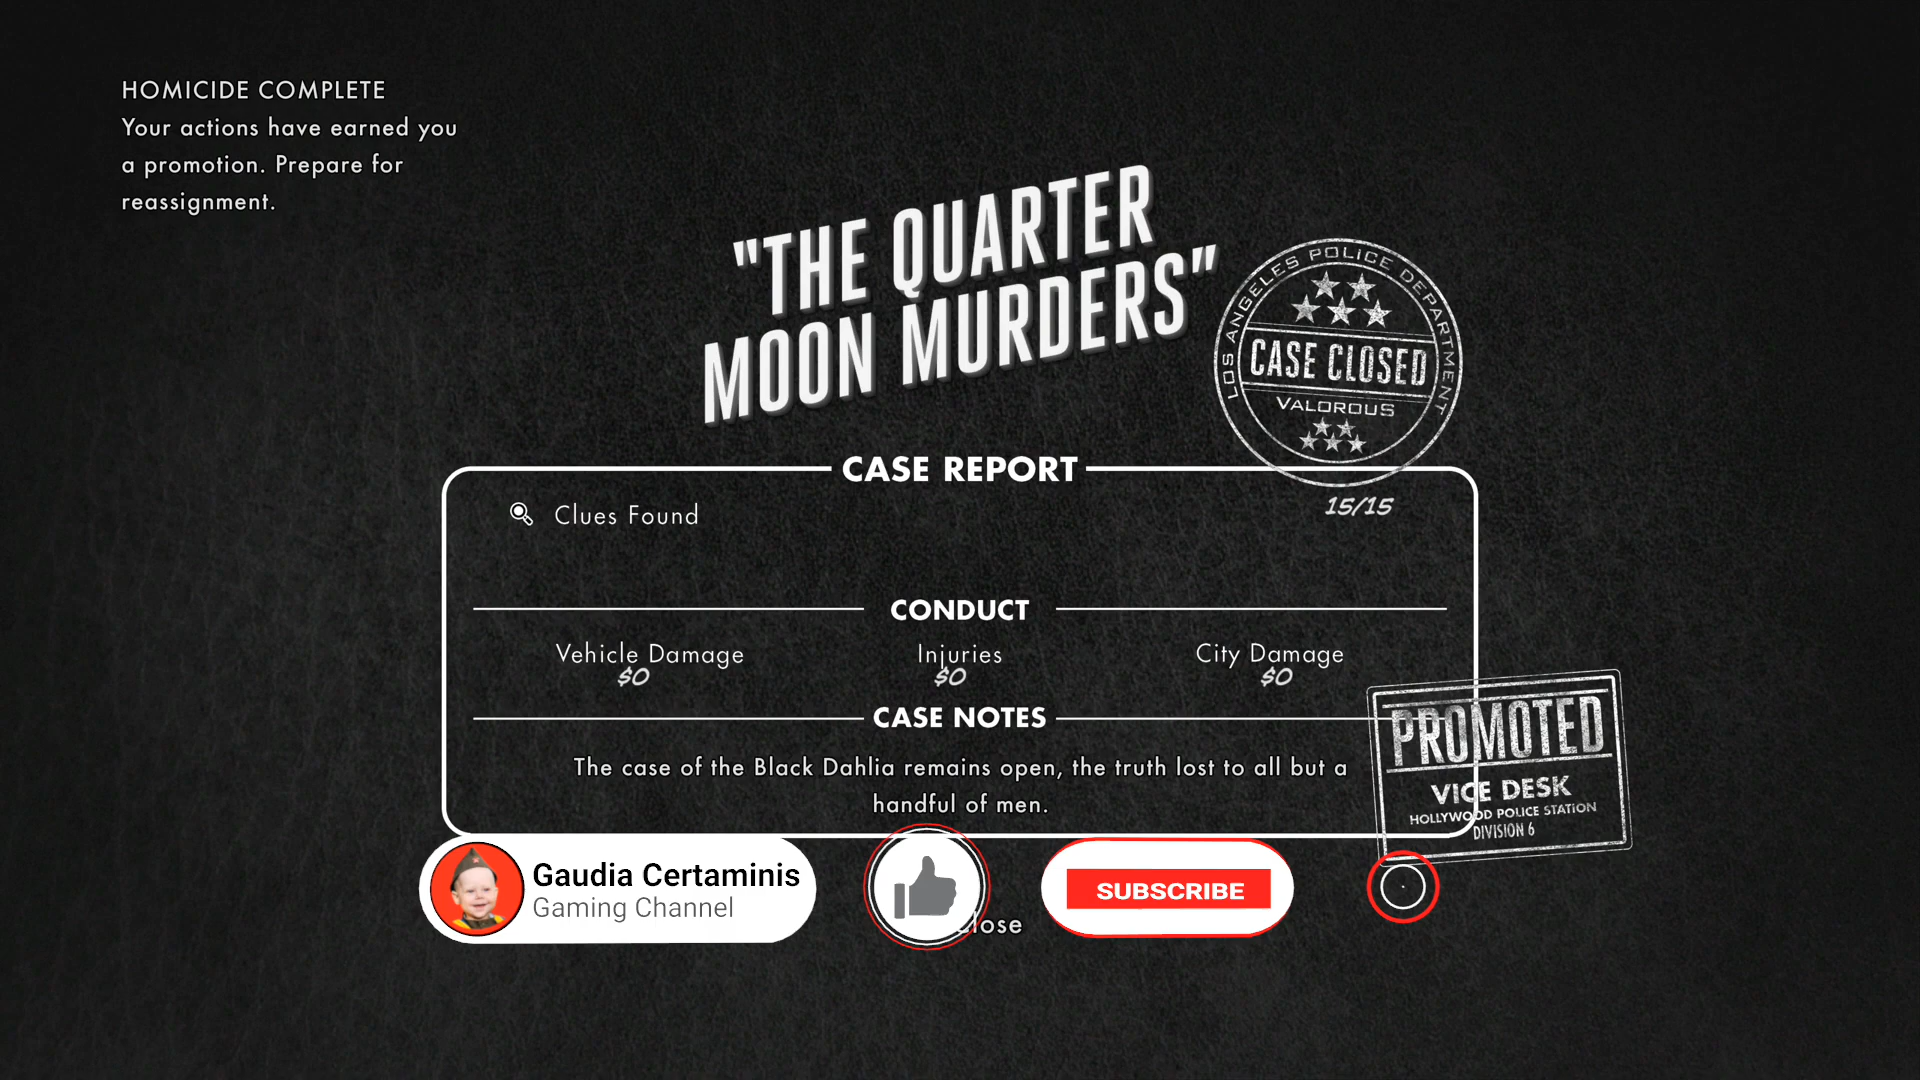 HOMICIDE COMPLETE
Your actions have earned you
a promotion. Prepare for
reassignment.
"THE QUARTER
MOON MURDERS"
LOS ANGELES POLICE DEPARTMENT
CASE CLOSED
VALOROUS
CASE REPORT
Clues Found
15/15
CONDUCT
Vehicle Damage
Injuries
City Damage
$0
$0
$0
CASE NOTES
The case of the Black Dahlia remains open, the truth lost to all but a
handful of men.
PROMOTED
VICE DESK
HOLLYWOOD POLICE STATION
DIVISION 6
Gaudia Certaminis
Gaming Channel
SUBSCRIBE